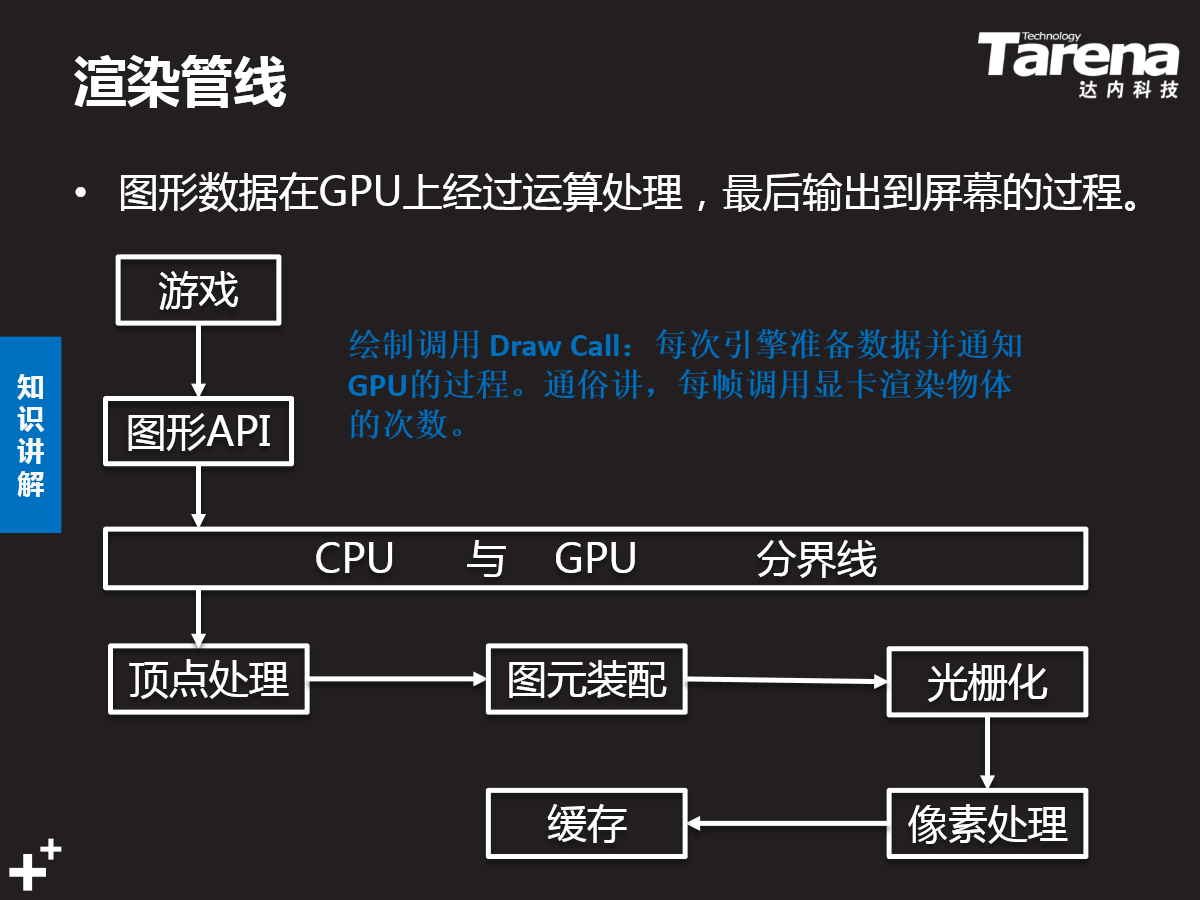 渲染管线
Technology
Tarena
达内科技
• 图形数据在GPU上经过运算处理，最后输出到屏幕的过程。
游戏
绘制调用 Draw Call：每次引擎准备数据并通知
GPU的过程。通俗讲，每帧调用显卡渲染物体
的次数。
知识讲解
图形API
CPU 与 GPU 分界线
顶点处理
图元装配
光栅化
缓存
像素处理